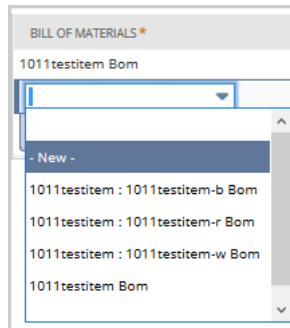 BILL OF MATERIALS*
1011testitem Bom
- New -
1011testitem : 1011testitem-b Bom
1011testitem : 1011testitem-r Bom
1011testitem : 1011testitem-w Bom
1011testitem Bom